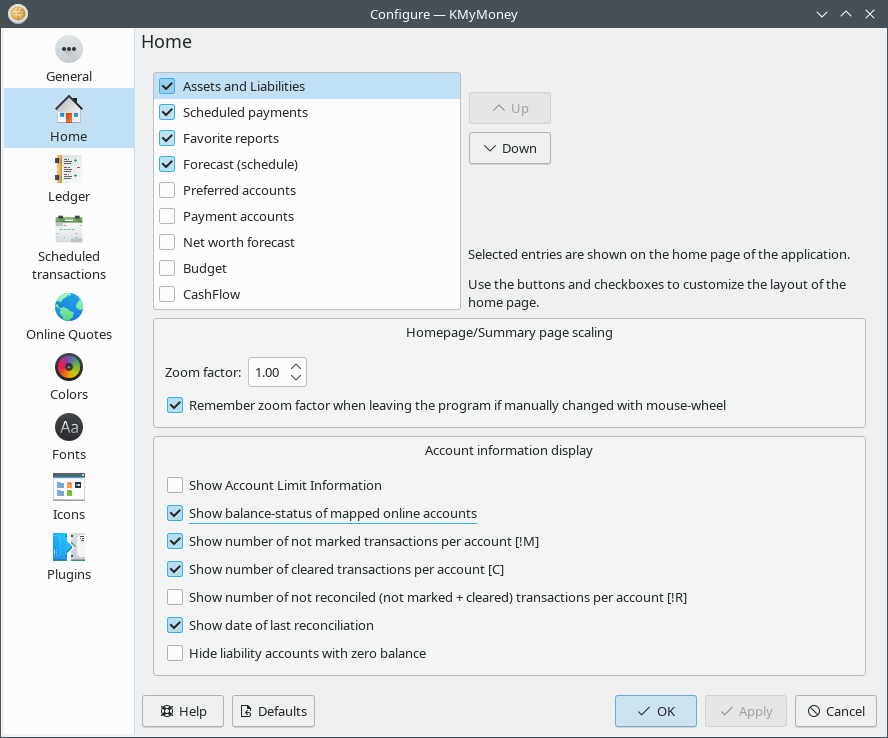 Configure — KMyMoney
General
Home
Ledger
Scheduled
transactions
Online Quotes
Colors
Aa
Fonts
Icons
Plugins
Home
Assets and Liabilities
Scheduled payments
Favorite reports
Forecast (schedule)
Preferred accounts
Payment accounts
Net worth forecast
Budget
CashFlow
Up
Down
Selected entries are shown on the home page of the application.
Use the buttons and checkboxes to customize the layout of the
home page.
Homepage/Summary page scaling
Zoom factor: 1.00
Remember zoom factor when leaving the program if manually changed with mouse-wheel
Account information display
Show Account Limit Information
Show balance-status of mapped online accounts
Show number of not marked transactions per account [!M]
Show number of cleared transactions per account [C]
Show number of not reconciled (not marked + cleared) transactions per account [!R]
Show date of last reconciliation
Hide liability accounts with zero balance
Help Defaults OK Apply Cancel